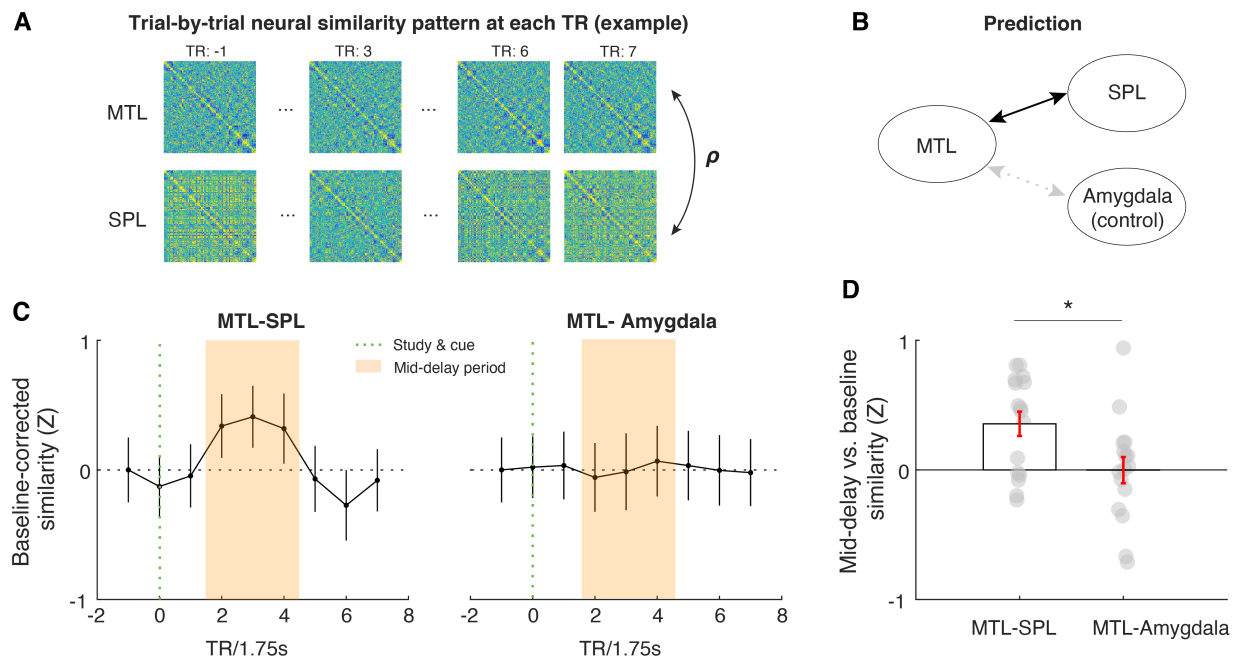 A
Trial-by-trial neural similarity pattern at each TR (example)
TR: -1
TR: 3
TR: 6
TR: 7
MTL
...
...
SPL
...
...
ρ
B
Prediction
MTL
SPL
Amygdala
(control)
C
MTL-SPL
MTL- Amygdala
Study & cue
Mid-delay period
Baseline-corrected
similarity (Z)
1
0
-1
-2
0
2
4
6
8
TR/1.75s
-2
0
2
4
6
8
TR/1.75s
D
*
Mid-delay vs. baseline
similarity (Z)
1
0
-1
MTL-SPL
MTL-Amygdala